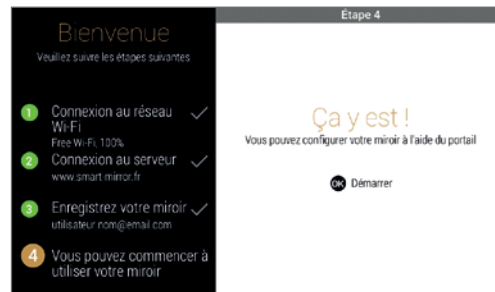 Bienvenue
Veuillez suivre les étapes suivantes
1 Connexion au réseau
Wi-Fi
Free Wi-Fi, 100%
2 Connexion au serveur
www.smart-mirror.fr
3 Enregistrez votre miroir
utilisateur.nom@email.com
4 Vous pouvez commencer à
utiliser votre miroir
Étape 4
Ça y est !
Vous pouvez configurer votre miroir à l'aide du portail
OK Démarrer